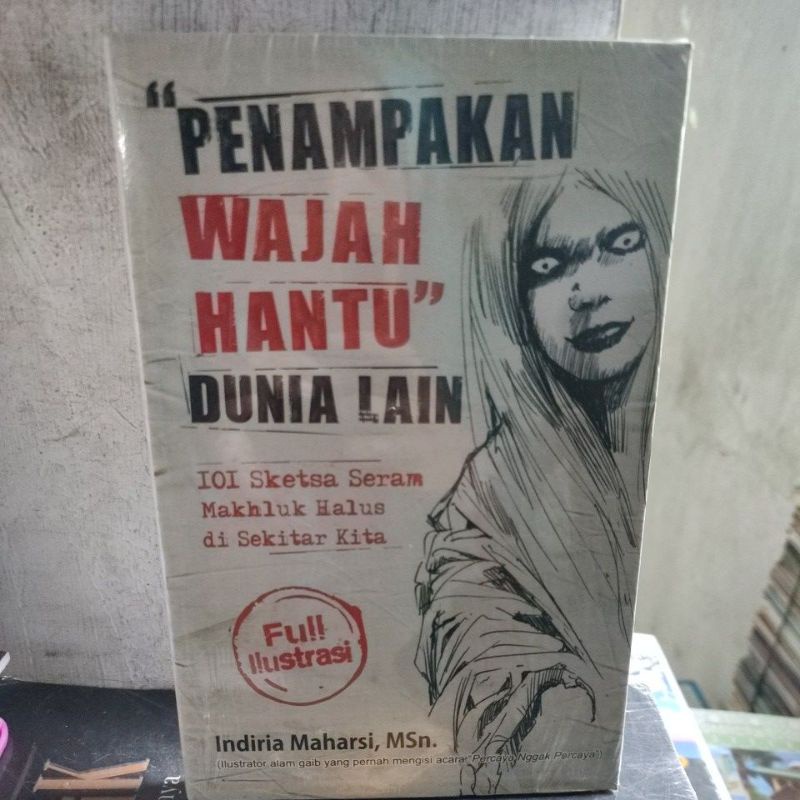 "PENAMPAKAN
WAJAH
HANTU"
DUNIA LAIN
101 Sketsa Seram
Makhluk Halus
di Sekitar Kita
Full
Ilustrasi
Indiria Maharsi, MSn.
(Ilustrator alam gaib yang pernah mengisi acara "Percaya Nggak Percaya")